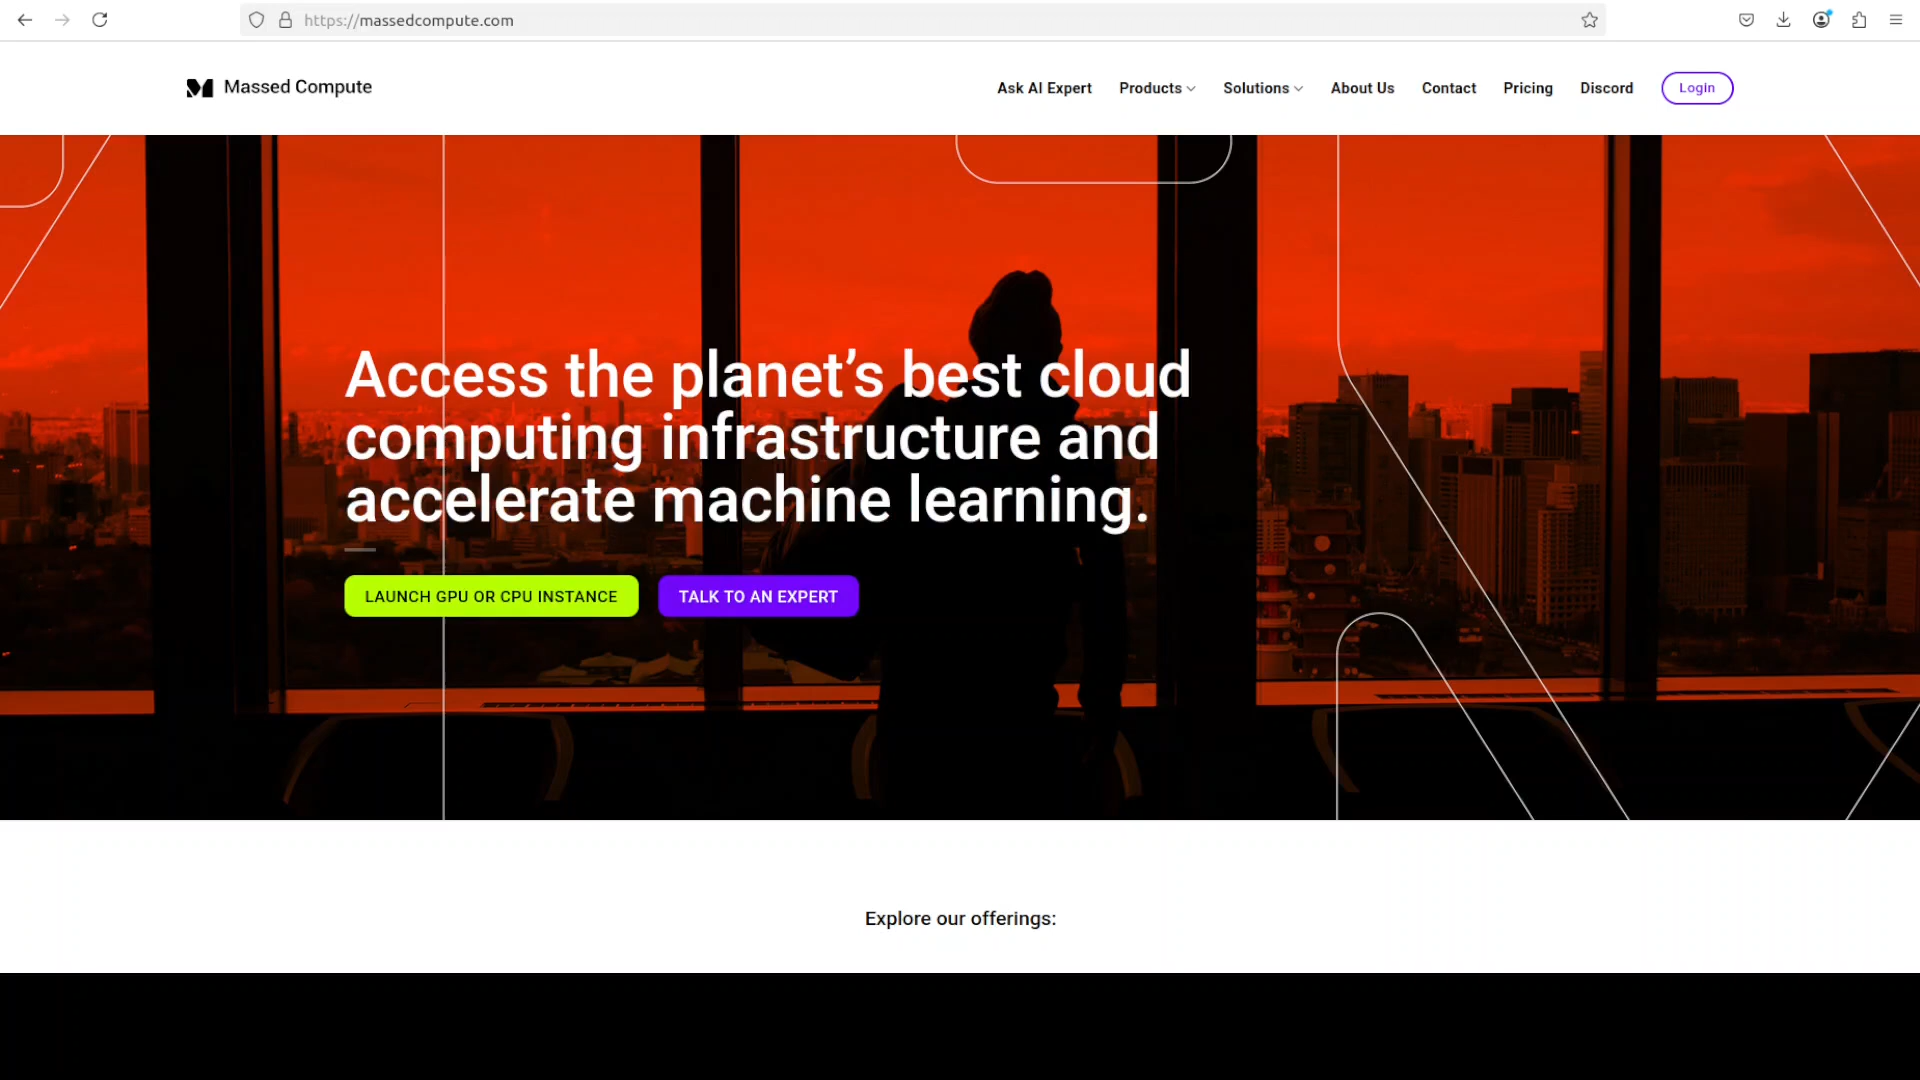 https://massedcompute.com
Massed Compute
Ask AI Expert
Products
Solutions
About Us
Contact
Pricing
Discord
Login
Access the planet’s best cloud
computing infrastructure and
accelerate machine learning.
LAUNCH GPU OR CPU INSTANCE
TALK TO AN EXPERT
Explore our offerings: